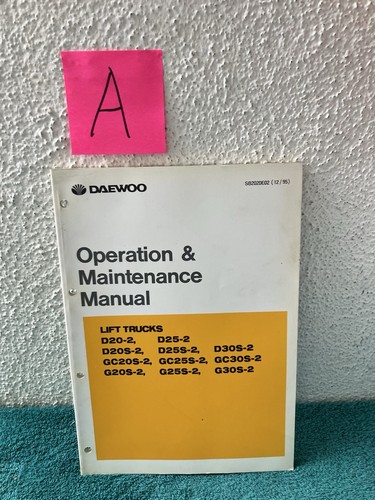 A
DAEWOO
SB2020E02 (12/95)
Operation &
Maintenance
Manual
LIFT TRUCKS
D20-2, D25-2
D20S-2, D25S-2, D30S-2
GC20S-2, GC25S-2, GC30S-2
G20S-2, G25S-2, G30S-2